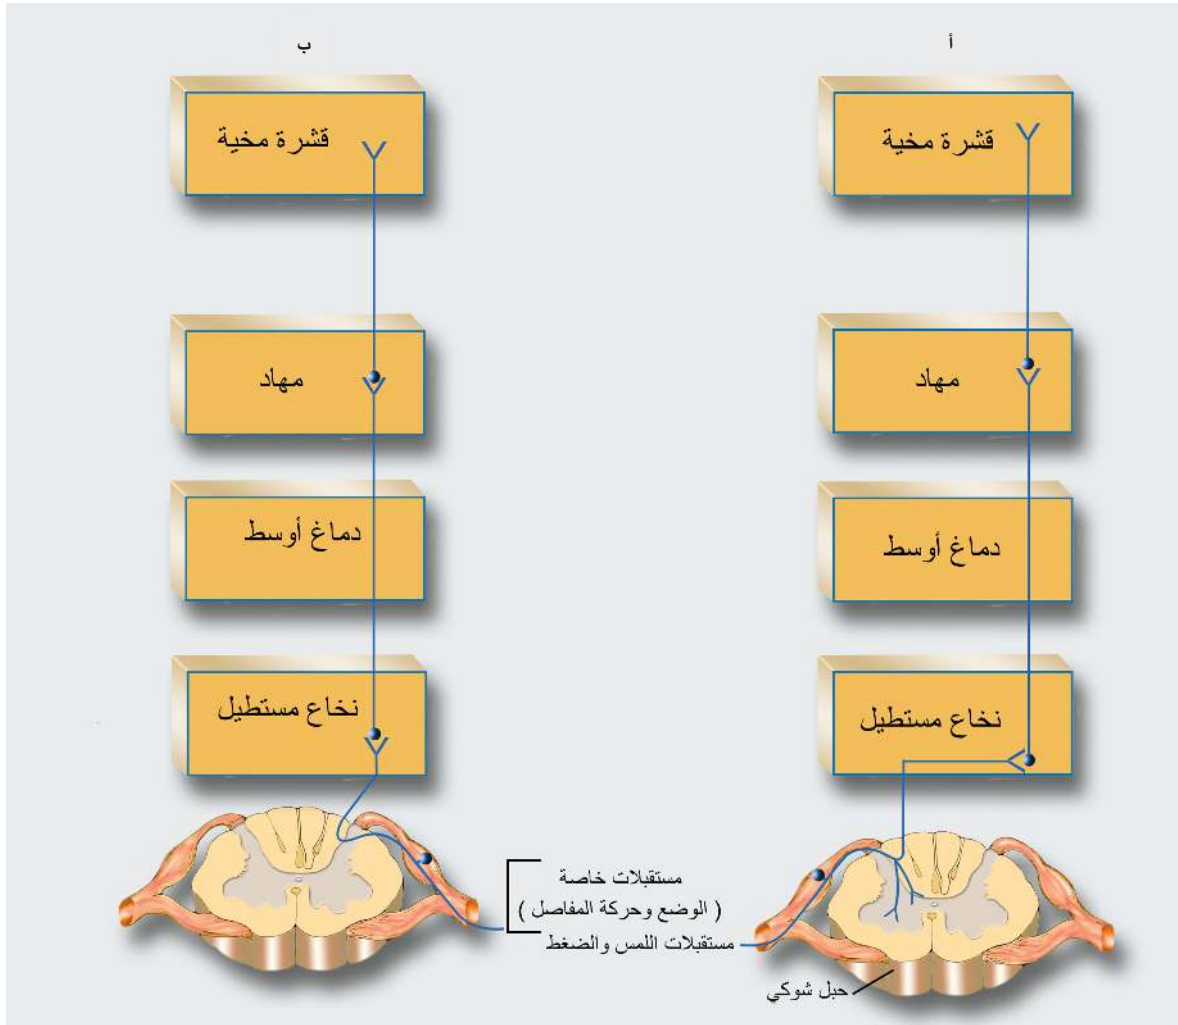 أ
قشرة مخية
مهاد
دماغ أوسط
نخاع مستطيل
حبل شوكي
ب
قشرة مخية
مهاد
دماغ أوسط
نخاع مستطيل
مستقبلات خاصة
( الوضع وحركة المفاصل )
مستقبلات اللمس والضغط